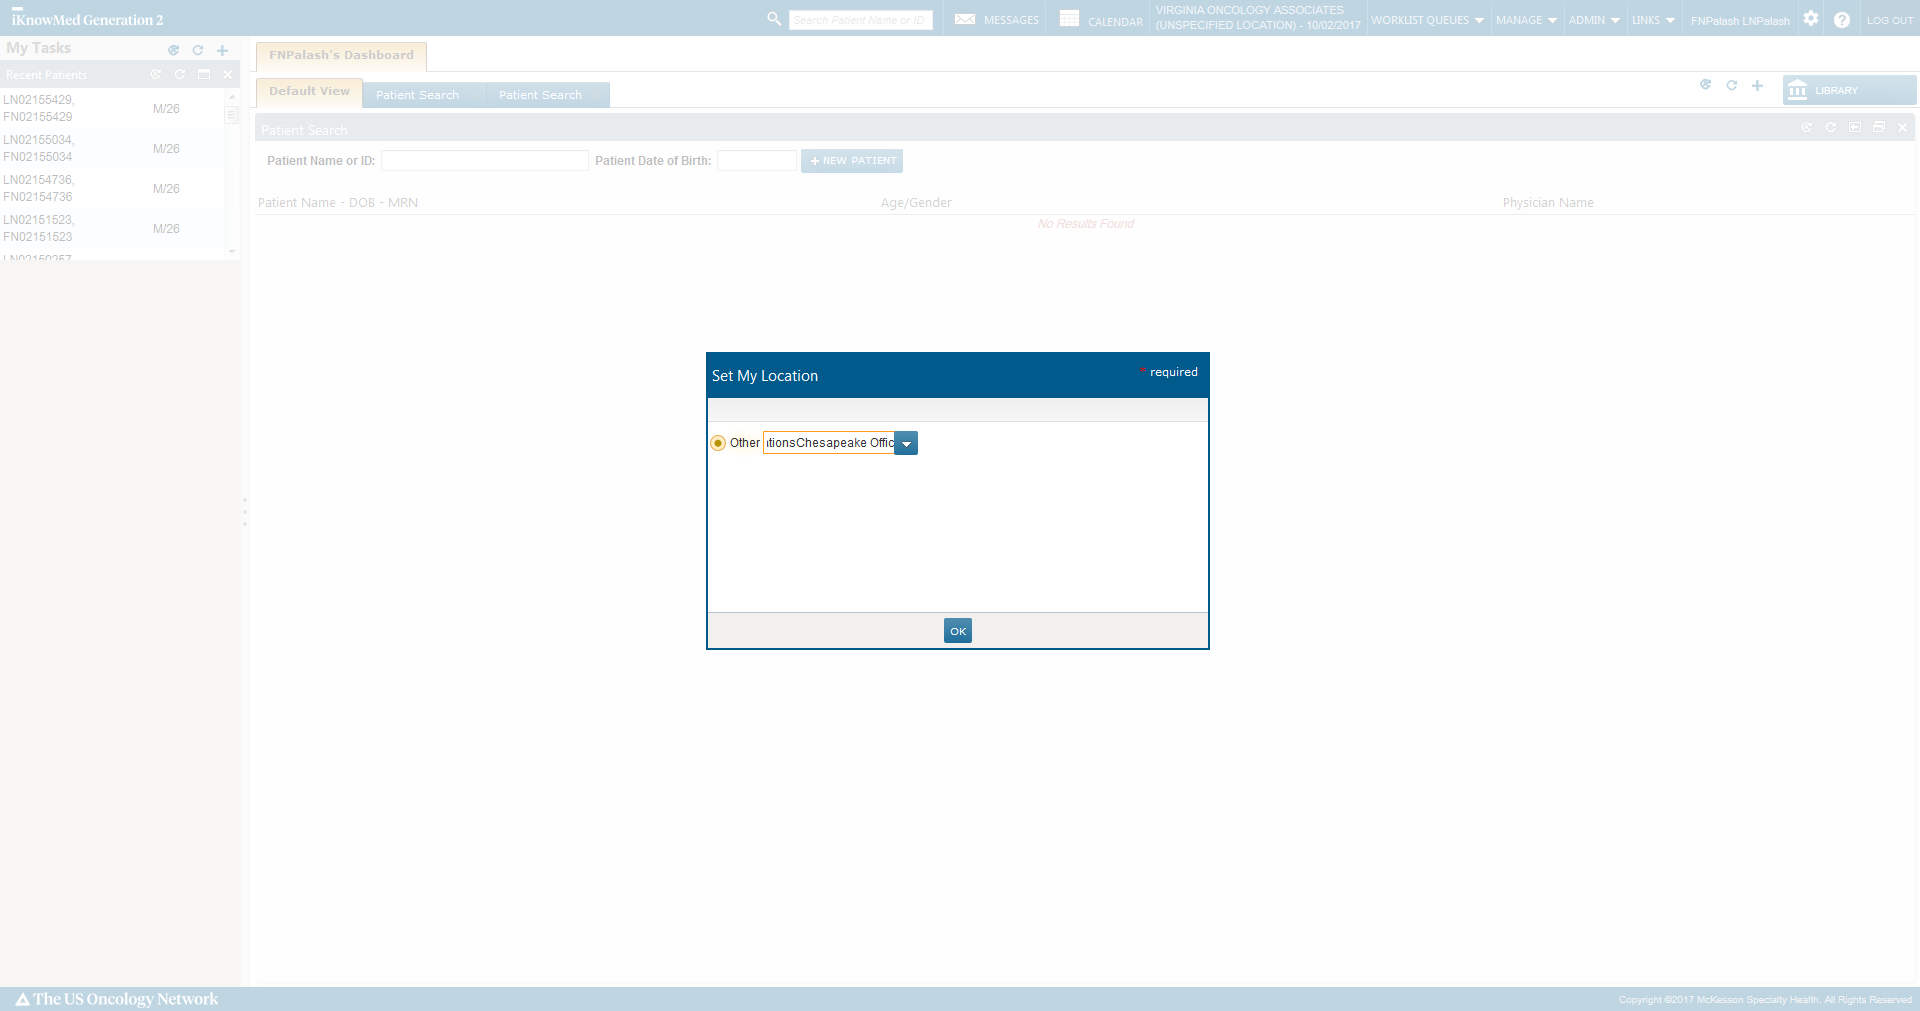 iKnowMed Generation 2
Search Patient Name or ID
MESSAGES
CALENDAR
VIRGINIA ONCOLOGY ASSOCIATES
(UNSPECIFIED LOCATION) - 10/02/2017
WORKLIST QUEUES
MANAGE
ADMIN
LINKS
FNPalash LNPalash
LOG OUT
My Tasks
Recent Patients
LN02155429,
FN02155429
M/26
LN02155034,
FN02155034
M/26
LN02154736,
FN02154736
M/26
LN02151523,
FN02151523
M/26
LN02150257
FNPalash's Dashboard
Default View
Patient Search
Patient Search
LIBRARY
Patient Search
Patient Name or ID:
Patient Date of Birth:
+ NEW PATIENT
Patient Name - DOB - MRN
Age/Gender
Physician Name
No Results Found
Set My Location
* required
Other
tionsChesapeake Offic
OK
The US Oncology Network
Copyright ©2017 McKesson Specialty Health. All Rights Reserved